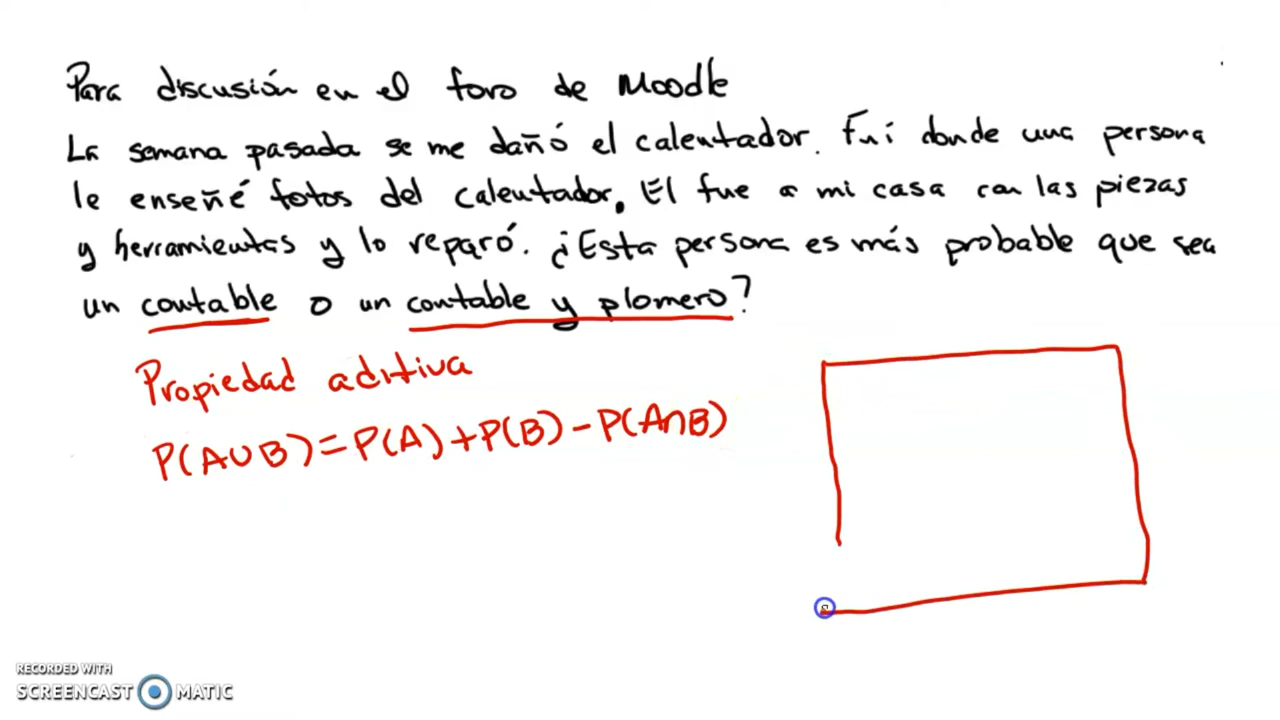 Para discusión en el foro de Moodle
La semana pasada se me dañó el calentador. Fui donde una persona
le enseñé fotos del calentador. El fue a mi casa con las piezas
y herramientas y lo reparó. ¿Esta persona es más probable que sea
un contable o un contable y plomero?
Propiedad aditiva
P(A∪B)=P(A)+P(B)-P(A∩B)
RECORDED WITH
SCREENCAST MATIC